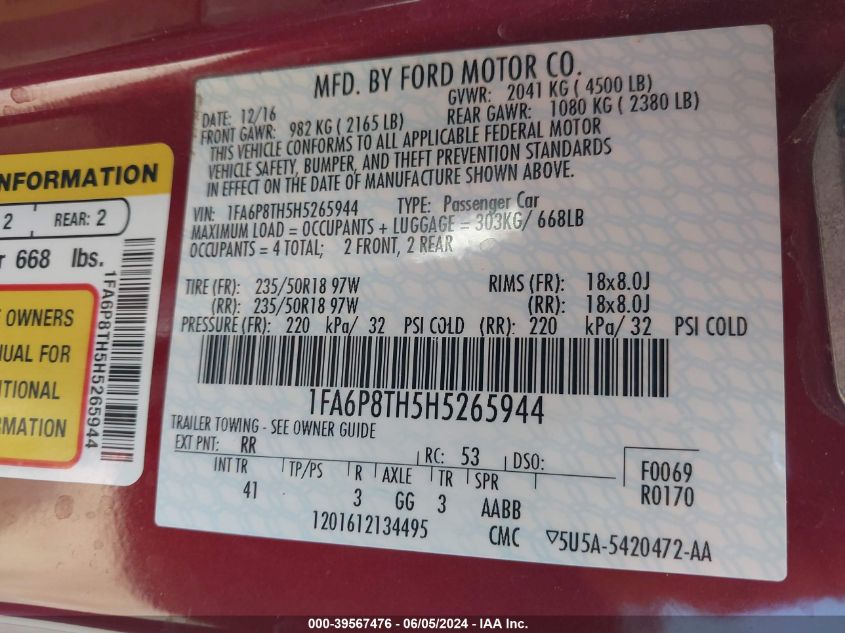 MFD. BY FORD MOTOR CO.
DATE: 12/16 GVWR: 2041 KG ( 4500 LB)
FRONT GAWR: 982 KG ( 2165 LB) REAR GAWR: 1080 KG ( 2380 LB)
THIS VEHICLE CONFORMS TO ALL APPLICABLE FEDERAL MOTOR
VEHICLE SAFETY, BUMPER, AND THEFT PREVENTION STANDARDS
IN EFFECT ON THE DATE OF MANUFACTURE SHOWN ABOVE.
VIN: 1FA6P8TH5H5265944 TYPE: Passenger Car
MAXIMUM LOAD = OCCUPANTS + LUGGAGE = 303KG/ 668LB
OCCUPANTS = 4 TOTAL; 2 FRONT, 2 REAR
TIRE (FR): 235/50R18 97W RIMS (FR): 18x8.0J
(RR): 235/50R18 97W (RR): 18x8.0J
PRESSURE (FR): 220 kPa/ 32 PSI COLD (RR): 220 kPa/ 32 PSI COLD
1FA6P8TH5H5265944
TRAILER TOWING - SEE OWNER GUIDE
EXT PNT: RR RC: 53 DSO:
INT TR TP/PS R AXLE TR SPR
41 3 GG 3 AABB
F0069
R0170
1201612134495 CMC ▽5U5A-5420472-AA
NFORMATION
2 REAR: 2
r 668 lbs.
OWNERS
NUAL FOR
ITIONAL
RMATION
1FA6P8TH5H5265944
000-39567476 - 06/05/2024 - IAA Inc.